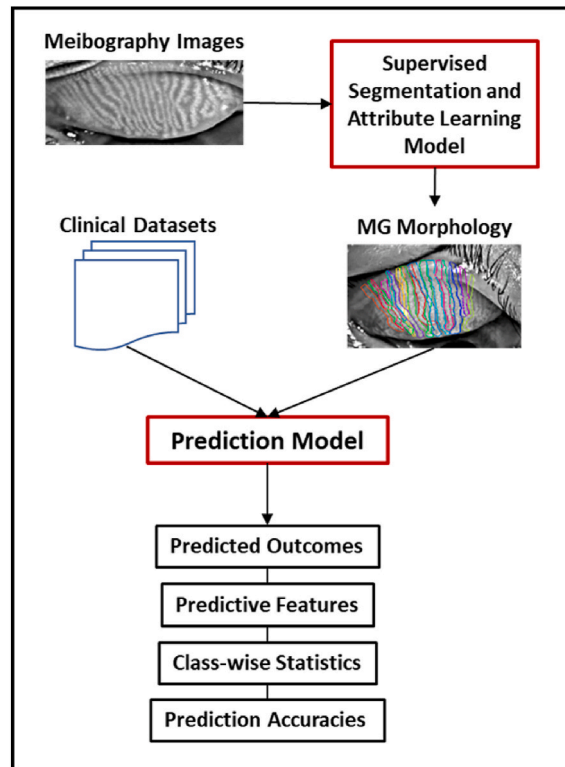 Meibography Images
Supervised
Segmentation and
Attribute Learning
Model
Clinical Datasets
MG Morphology
Prediction Model
Predicted Outcomes
Predictive Features
Class-wise Statistics
Prediction Accuracies